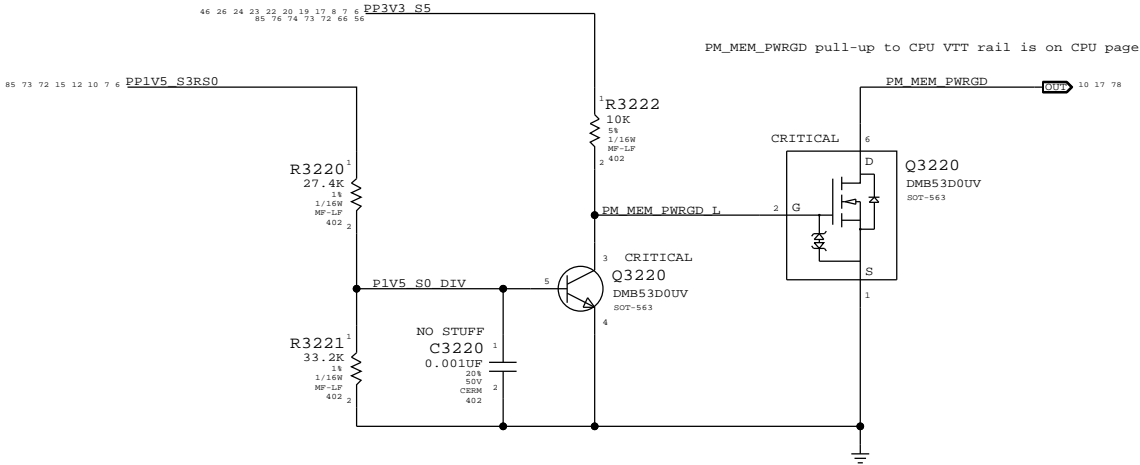 46 26 24 23 22 20 19 17 8 7 6 PP3V3_S5
85 76 74 73 72 66 56
PM_MEM_PWRGD pull-up to CPU VTT rail is on CPU page
85 73 72 15 12 10 7 6 PP1V5_S3RS0
PM_MEM_PWRGD
OUT 10 17 78
1
R3222
10K
5%
1/16W
MF-LF
402
2
CRITICAL
6
D
Q3220
DMB53D0UV
SOT-563
1
R3220
27.4K
1%
1/16W
MF-LF
402
2
PM_MEM_PWRGD_L
2
G
S
1
3
CRITICAL
Q3220
DMB53D0UV
SOT-563
5
4
P1V5_S0_DIV
NO STUFF
C3220
1
0.001UF
20%
50V
CERM
402
2
1
R3221
33.2K
1%
1/16W
MF-LF
402
2